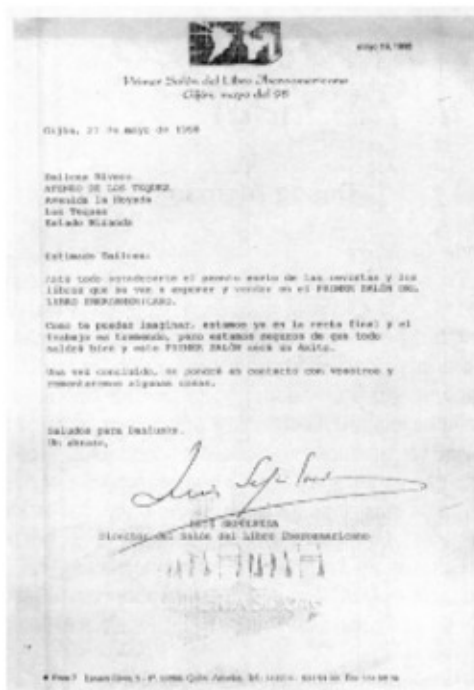 mayo 19, 1998
Primer Salón del Libro Iberoamericano
Gijón, mayo del 98
Gijón, 27 de mayo de 1998
Rivero
ATENEO DE LOS TEQUES
Avenida la Hoyada
Los Teques
Estado Miranda
Estimado
Ante todo agradecerte el pronto envío de las revistas y los
libros que se van a exponer y vender en el PRIMER SALÓN DEL
LIBRO IBEROAMERICANO.
Como te puedes imaginar, estamos ya en la recta final y el
trabajo es tremendo, pero estamos seguros de que todo
saldrá bien y este PRIMER SALÓN será un éxito.
Una vez concluido, me pondré en contacto con vosotros y
comentaremos algunas cosas.
Saludos para
Un abrazo,
LUIS SEPÚLVEDA
Director del Salón del Libro Iberoamericano